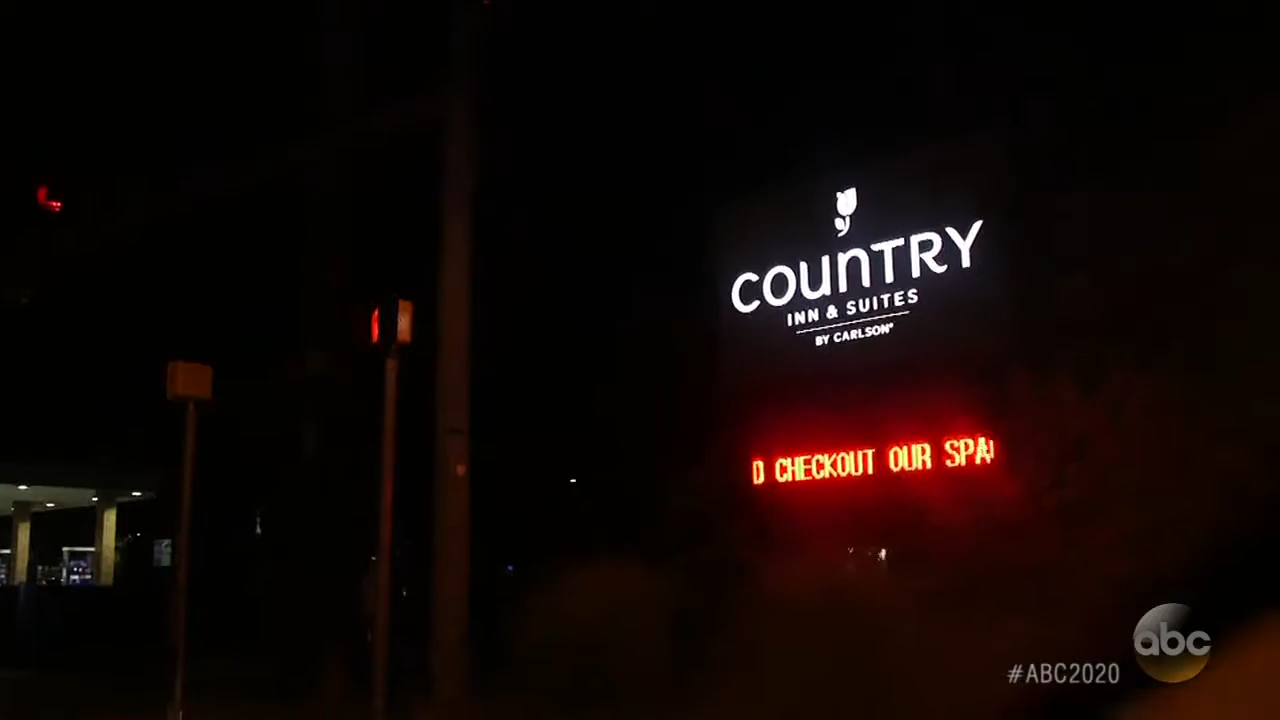 COUNTRY
INN & SUITES
BY CARLSON
D CHECKOUT OUR SPA
abc
#ABC2020